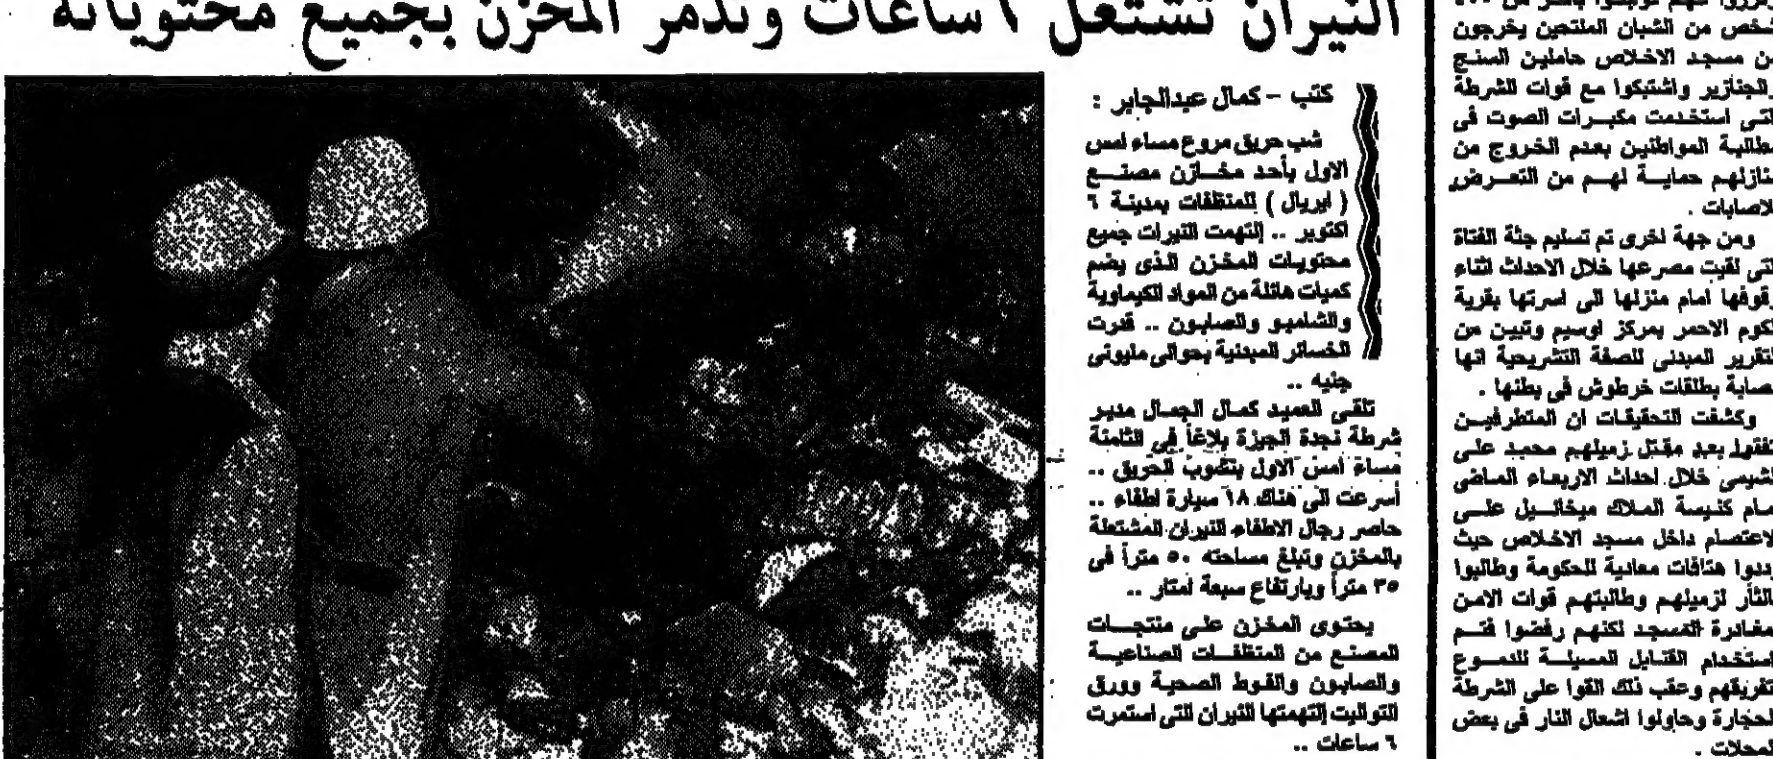 النيران تشتعل ٦ ساعات وتدمر المخزن بجميع محتوياته
كتب - كمال عبدالجابر :
شب حريق مروع مساء امس
الاول بأحد مخازن مصنع
( ايريال ) للمنظفات بمدينة ٦
اكتوبر .. إلتهمت النيرات جميع
محتويات المخزن الذى يضم
كميات هائلة من المواد الكيماوية
والشامبو والصابون .. قدرت
الخسائر المبدئية بحوالى مليونى
جنيه ..
تلقى العميد كمال الجمال مدير
شرطة نجدة الجيزة بلاغاً فى الثامنة
مساء أمس الاول بنشوب الحريق ..
أسرعت الى هناك ١٨ سيارة اطفاء ..
حاصر رجال الاطفاء النيران المشتعلة
بالمخزن وتبلغ مساحته ٥٠ متراً فى
٣٥ متراً وبارتفاع سبعة امتار ..
يحتوى المخزن على منتجات
المصنع من المنظفات الصناعية
والصابون والفوط الصحية وورق
التواليت إلتهمتها النيران التى استمرت
٦ ساعات ..
شخص من الشبان الملتحين يخرجون
من مسجد الاخلاص حاملين السنج
والجنازير واشتبكوا مع قوات الشرطة
التى استخدمت مكبرات الصوت فى
مطالبة المواطنين بعدم الخروج من
منازلهم حماية لهم من التعرض
للاصابات .
ومن جهة اخرى تم تسليم جثة الفتاة
التى لقيت مصرعها خلال الاحداث اثناء
وقوفها امام منزلها الى اسرتها بقرية
الكوم الاحمر بمركز اوسيم وتبين من
التقرير المبدنى للصفة التشريحية انها
مصابة بطلقات خرطوش فى بطنها .
وكشفت التحقيقات ان المتطرفين
اتفقوا بعد مقتل زميلهم محمد على
الشيمى خلال احداث الاربعاء الماضى
امام كنيسة الملاك ميخائيل على
الاعتصام داخل مسجد الاخلاص حيث
رددوا هتافات معادية للحكومة وطالبوا
بالثأر لزميلهم وطالبتهم قوات الامن
بمغادرة المسجد لكنهم رفضوا فتم
استخدام القنابل المسيلة للدموع
لتفريقهم وعقب ذلك القوا على الشرطة
الحجارة وحاولوا اشعال النار فى بعض
المحلات .